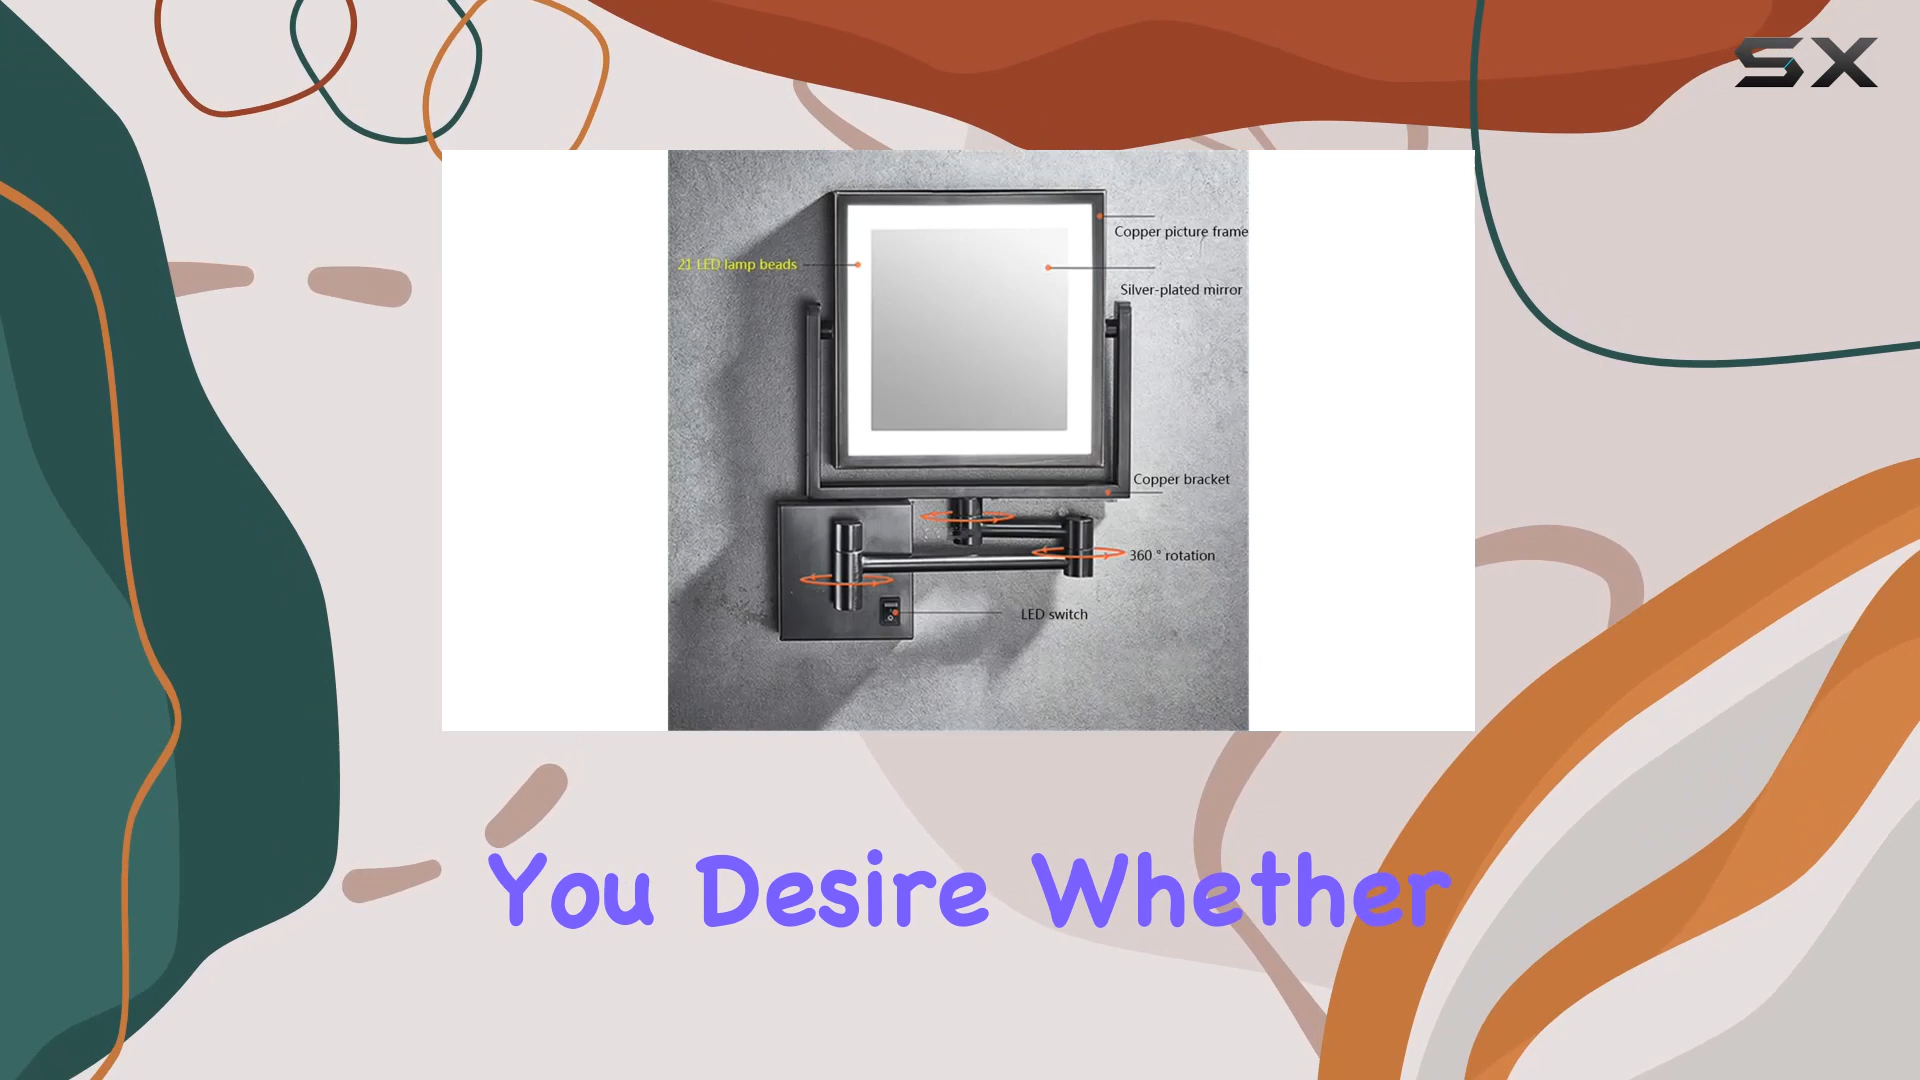 SX
Copper picture frame
21 LED lamp beads
Silver-plated mirror
Copper bracket
360 ° rotation
LED switch
You Desire Whether